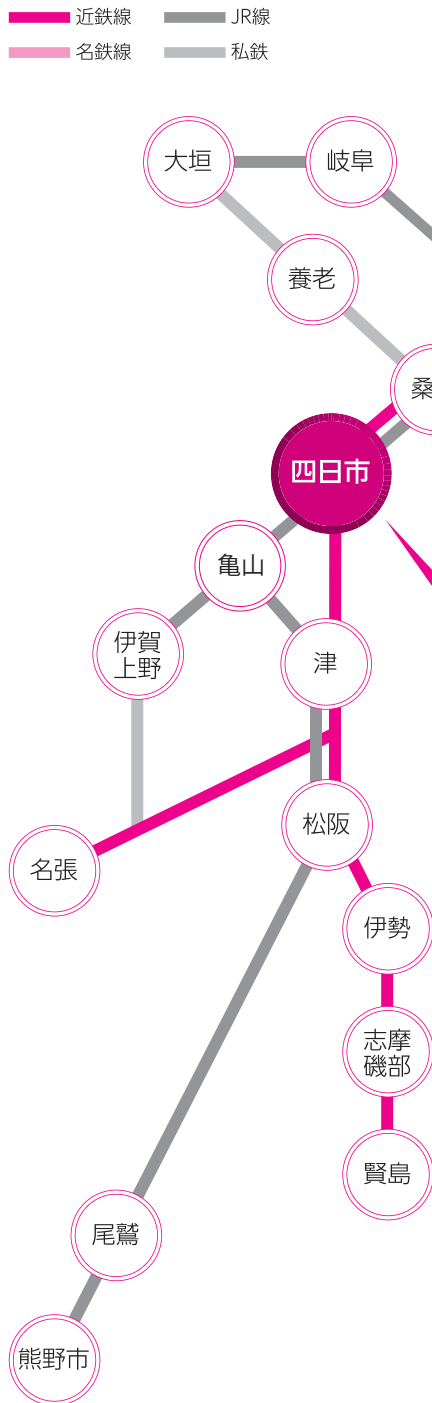 近鉄線
JR線
名鉄線
私鉄
大垣
岐阜
養老
桑
四日市
亀山
伊賀
上野
津
松阪
名張
伊勢
志摩
磯部
賢島
尾鷲
熊野市